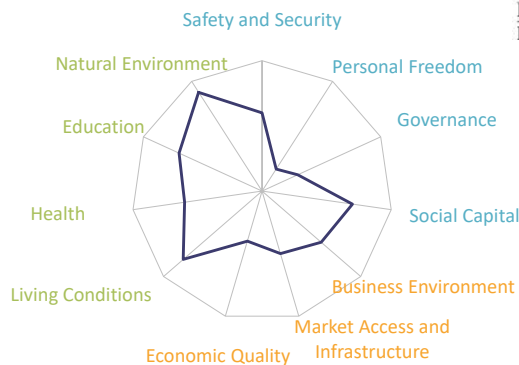 Safety and Security
Natural Environment
Personal Freedom
Education
Governance
Health
Social Capital
Living Conditions
Business Environment
Market Access and
Infrastructure
Economic Quality